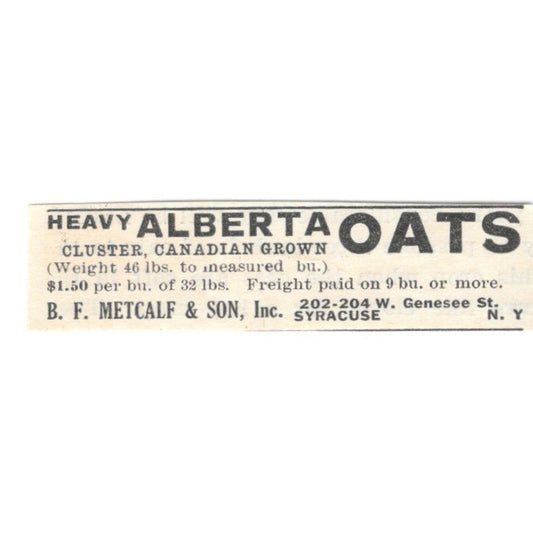 HEAVY ALBERTA OATS
CLUSTER, CANADIAN GROWN
(Weight 46 lbs. to measured bu.)
$1.50 per bu. of 32 lbs. Freight paid on 9 bu. or more.
B. F. METCALF & SON, Inc. 202-204 W. Genesee St.
SYRACUSE N. Y